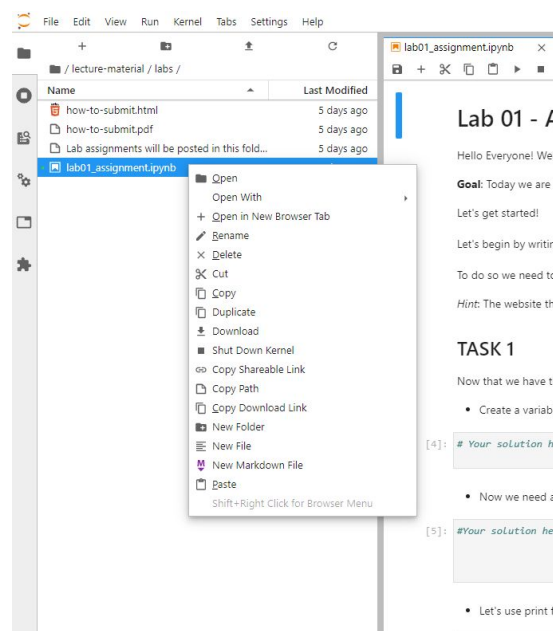 File Edit View Run Kernel Tabs Settings Help
/ lecture-material / labs /
Name Last Modified
how-to-submit.html 5 days ago
how-to-submit.pdf 5 days ago
Lab assignments will be posted in this fold... 5 days ago
lab01_assignment.ipynb
Open
Open With
Open in New Browser Tab
Rename
Delete
Cut
Copy
Duplicate
Download
Shut Down Kernel
Copy Shareable Link
Copy Path
Copy Download Link
New Folder
New File
New Markdown File
Paste
Shift+Right Click for Browser Menu
lab01_assignment.ipynb
Lab 01 - A
Hello Everyone! We
Goal: Today we are
Let's get started!
Let's begin by writin
To do so we need to
Hint: The website th
TASK 1
Now that we have t
• Create a variab
[4]: # Your solution h
• Now we need a
[5]: #Your solution he
• Let's use print f